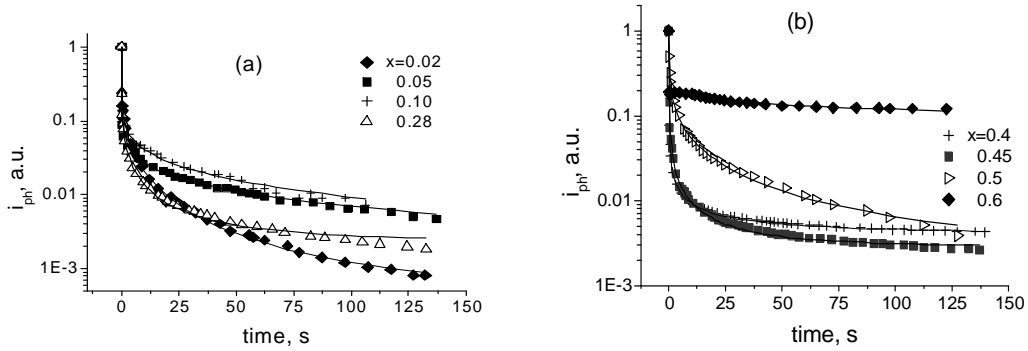 (a)
x=0.02
0.05
0.10
0.28
1
0.1
0.01
1E-3
i_ph, a.u.
0 25 50 75 100 125 150
time, s
(b)
x=0.4
0.45
0.5
0.6
1
0.1
0.01
1E-3
i_ph, a.u.
0 25 50 75 100 125 150
time, s